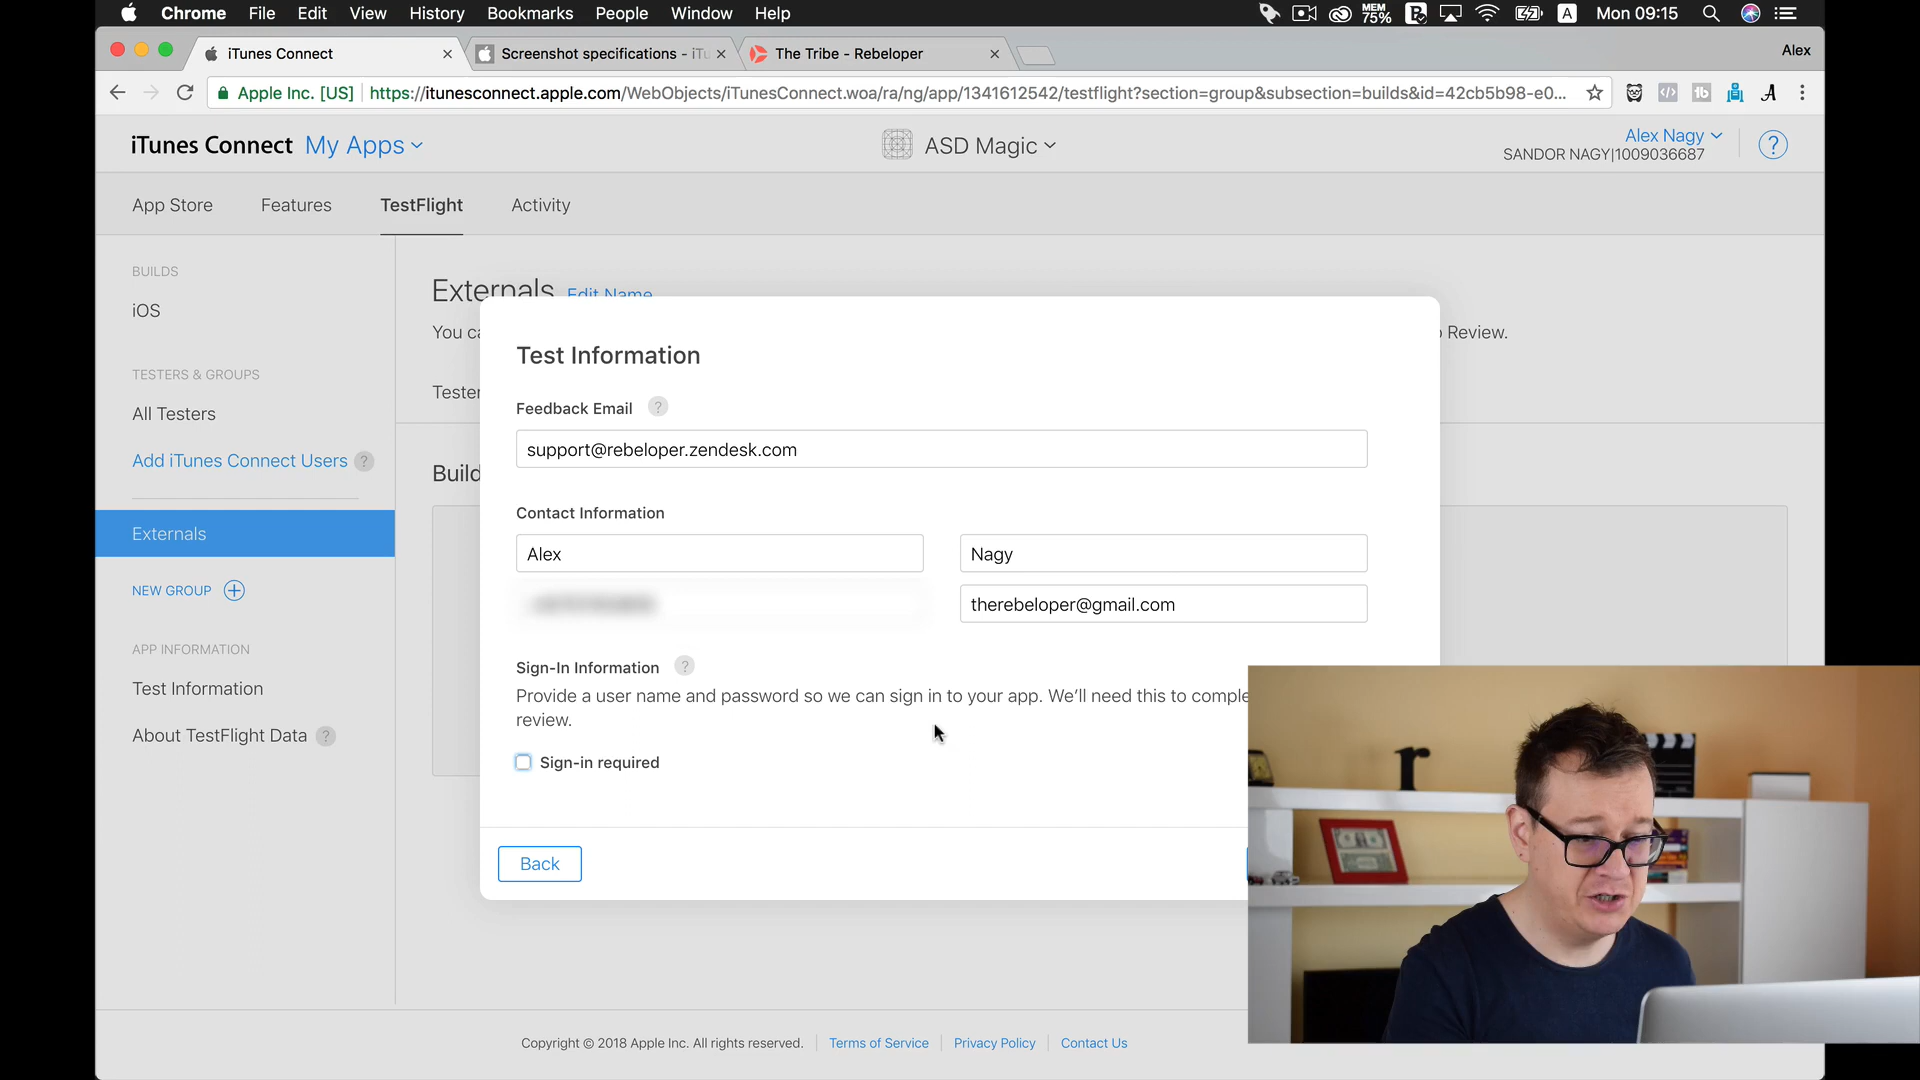 Chrome File Edit View History Bookmarks People Window Help MEM 75% A Mon 09:15
iTunes Connect Screenshot specifications - iTu The Tribe - Rebeloper Alex
Apple Inc. [US] https://itunesconnect.apple.com/WebObjects/iTunesConnect.woa/ra/ng/app/1341612542/testflight?section=group&subsection=builds&id=42cb5b98-e0...
iTunes Connect My Apps ASD Magic Alex Nagy ?
SANDOR NAGY|1009036687
App Store Features TestFlight Activity
BUILDS
iOS
TESTERS & GROUPS
All Testers
Add iTunes Connect Users ?
Externals
NEW GROUP
APP INFORMATION
Test Information
About TestFlight Data ?
Externals Edit Name
You ca
Review.
Tester
Build
Test Information
Feedback Email ?
support@rebeloper.zendesk.com
Contact Information
Alex Nagy
therebeloper@gmail.com
Sign-In Information ?
Provide a user name and password so we can sign in to your app. We'll need this to comple
review.
Sign-in required
Back
Copyright © 2018 Apple Inc. All rights reserved. Terms of Service Privacy Policy Contact Us